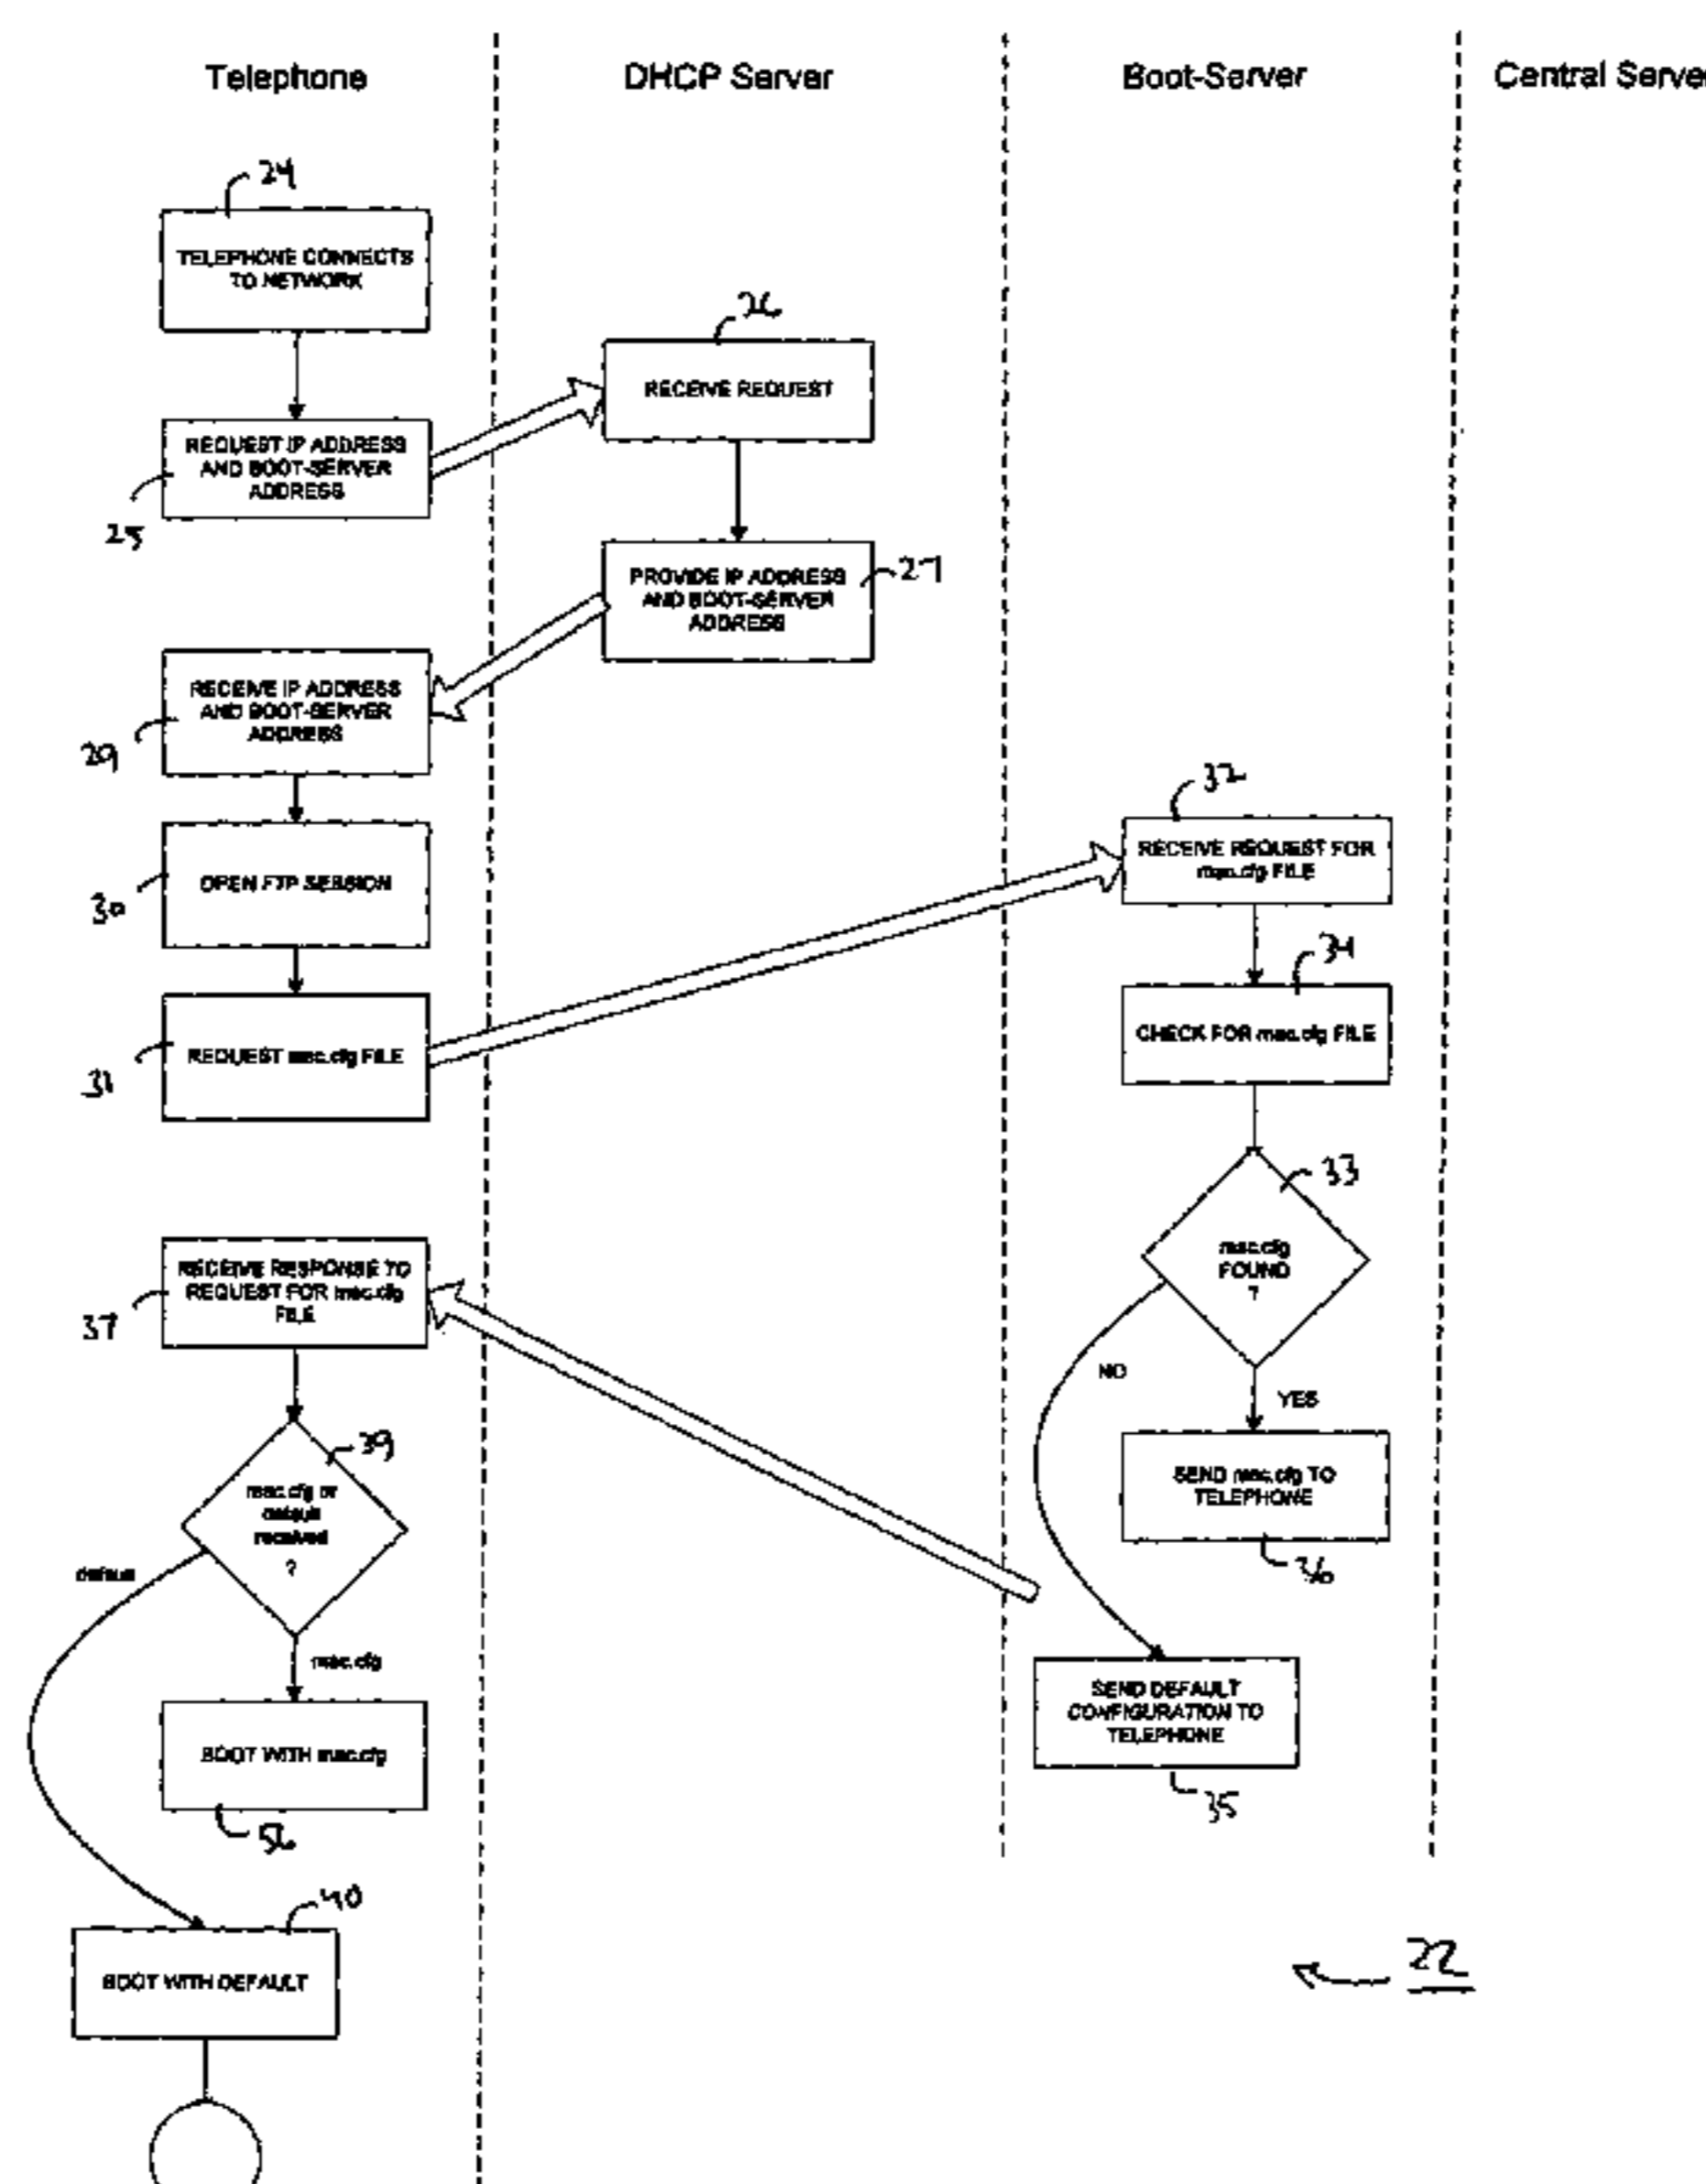 Telephone
DHCP Server
Boot-Server
Central Server
24
TELEPHONE CONNECTS
TO NETWORK
26
RECEIVE REQUEST
REQUEST IP ADDRESS
AND BOOT-SERVER
ADDRESS
25
PROVIDE IP ADDRESS
AND BOOT-SERVER
ADDRESS
27
RECEIVE IP ADDRESS
AND BOOT-SERVER
ADDRESS
29
32
RECEIVE REQUEST FOR
mac.cfg FILE
OPEN FTP SESSION
30
34
CHECK FOR mac.cfg FILE
REQUEST mac.cfg FILE
31
33
mac.cfg
FOUND
?
RECEIVE RESPONSE TO
REQUEST FOR mac.cfg
FILE
37
NO
YES
39
mac.cfg or
default
received
?
SEND mac.cfg TO
TELEPHONE
36
default
mac.cfg
SEND DEFAULT
CONFIGURATION TO
TELEPHONE
35
BOOT WITH mac.cfg
56
40
BOOT WITH DEFAULT
22